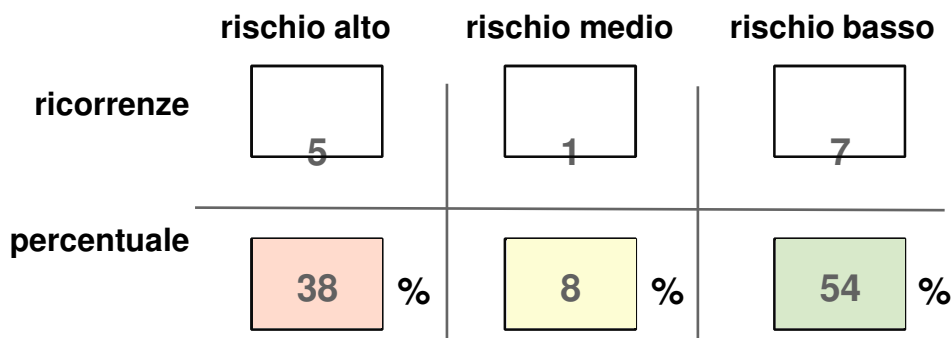 rischio alto rischio medio rischio basso
ricorrenze
5 1 7
percentuale
38 % 8 % 54 %